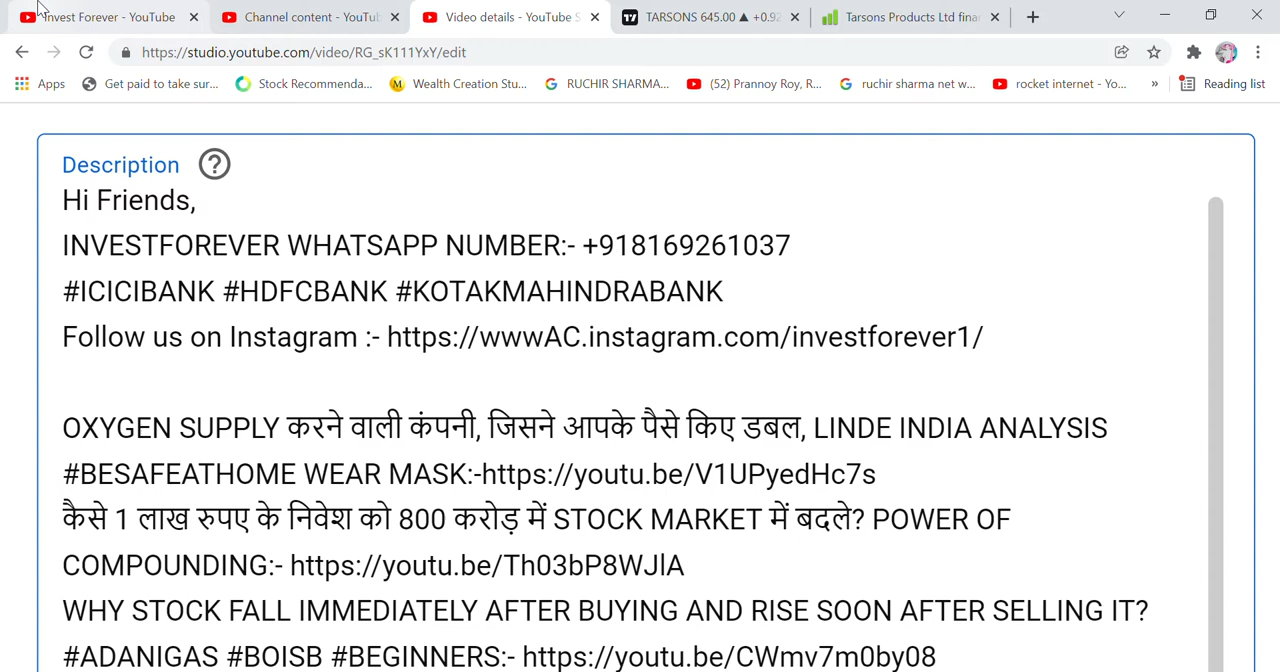 Invest Forever - YouTube
Channel content - YouTu
Video details - YouTube S
TARSONS 645.00 ▲ +0.92
Tarsons Products Ltd fina
https://studio.youtube.com/video/RG_sK111YxY/edit
Apps
Get paid to take sur...
Stock Recommenda...
Wealth Creation Stu...
RUCHIR SHARMA...
(52) Prannoy Roy, R...
ruchir sharma net w...
rocket internet - Yo...
»
Reading list
Description
Hi Friends,
INVESTFOREVER WHATSAPP NUMBER:- +918169261037
#ICICIBANK #HDFCBANK #KOTAKMAHINDRABANK
Follow us on Instagram :- https://wwwAC.instagram.com/investforever1/
OXYGEN SUPPLY करने वाली कंपनी, जिसने आपके पैसे किए डबल, LINDE INDIA ANALYSIS
#BESAFEATHOME WEAR MASK:-https://youtu.be/V1UPyedHc7s
कैसे 1 लाख रुपए के निवेश को 800 करोड़ में STOCK MARKET में बदले? POWER OF
COMPOUNDING:- https://youtu.be/Th03bP8WJlA
WHY STOCK FALL IMMEDIATELY AFTER BUYING AND RISE SOON AFTER SELLING IT?
#ADANIGAS #BOISB #BEGINNERS:- https://youtu.be/CWmv7m0by08